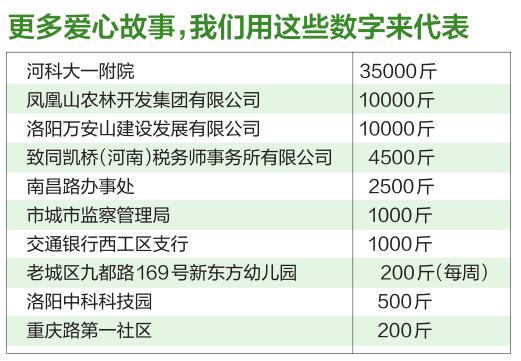 更多爱心故事,我们用这些数字来代表
河科大一附院 35000斤
凤凰山农林开发集团有限公司 10000斤
洛阳万安山建设发展有限公司 10000斤
致同凯桥(河南)税务师事务所有限公司 4500斤
南昌路办事处 2500斤
市城市监察管理局 1000斤
交通银行西工区支行 1000斤
老城区九都路169号新东方幼儿园 200斤(每周)
洛阳中科科技园 500斤
重庆路第一社区 200斤